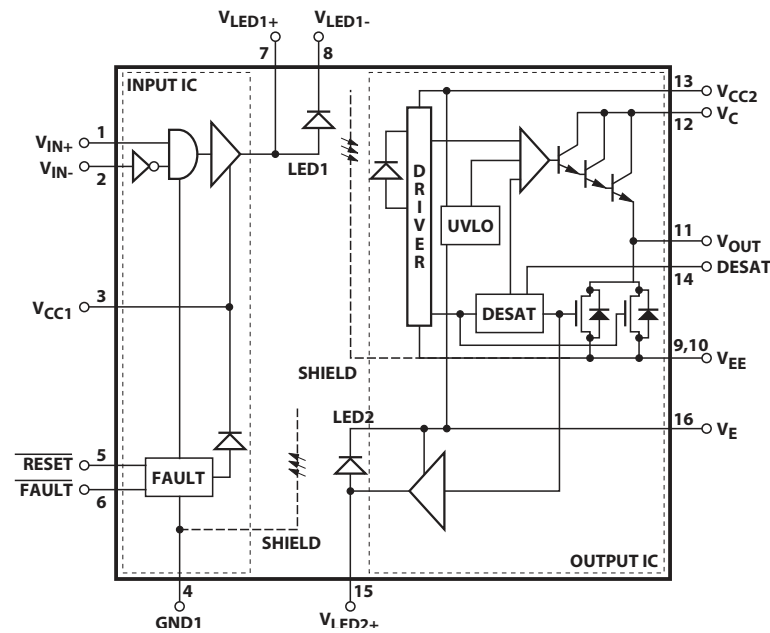 VLED1+
VLED1-
7
8
INPUT IC
13
VCC2
12
VC
1
VIN+
VIN-
2
LED1
DRIVER
UVLO
11
VOUT
DESAT
14
3
VCC1
DESAT
9,10
VEE
SHIELD
LED2
16
VE
5
RESET
FAULT
FAULT
6
SHIELD
OUTPUT IC
4
15
GND1
VLED2+